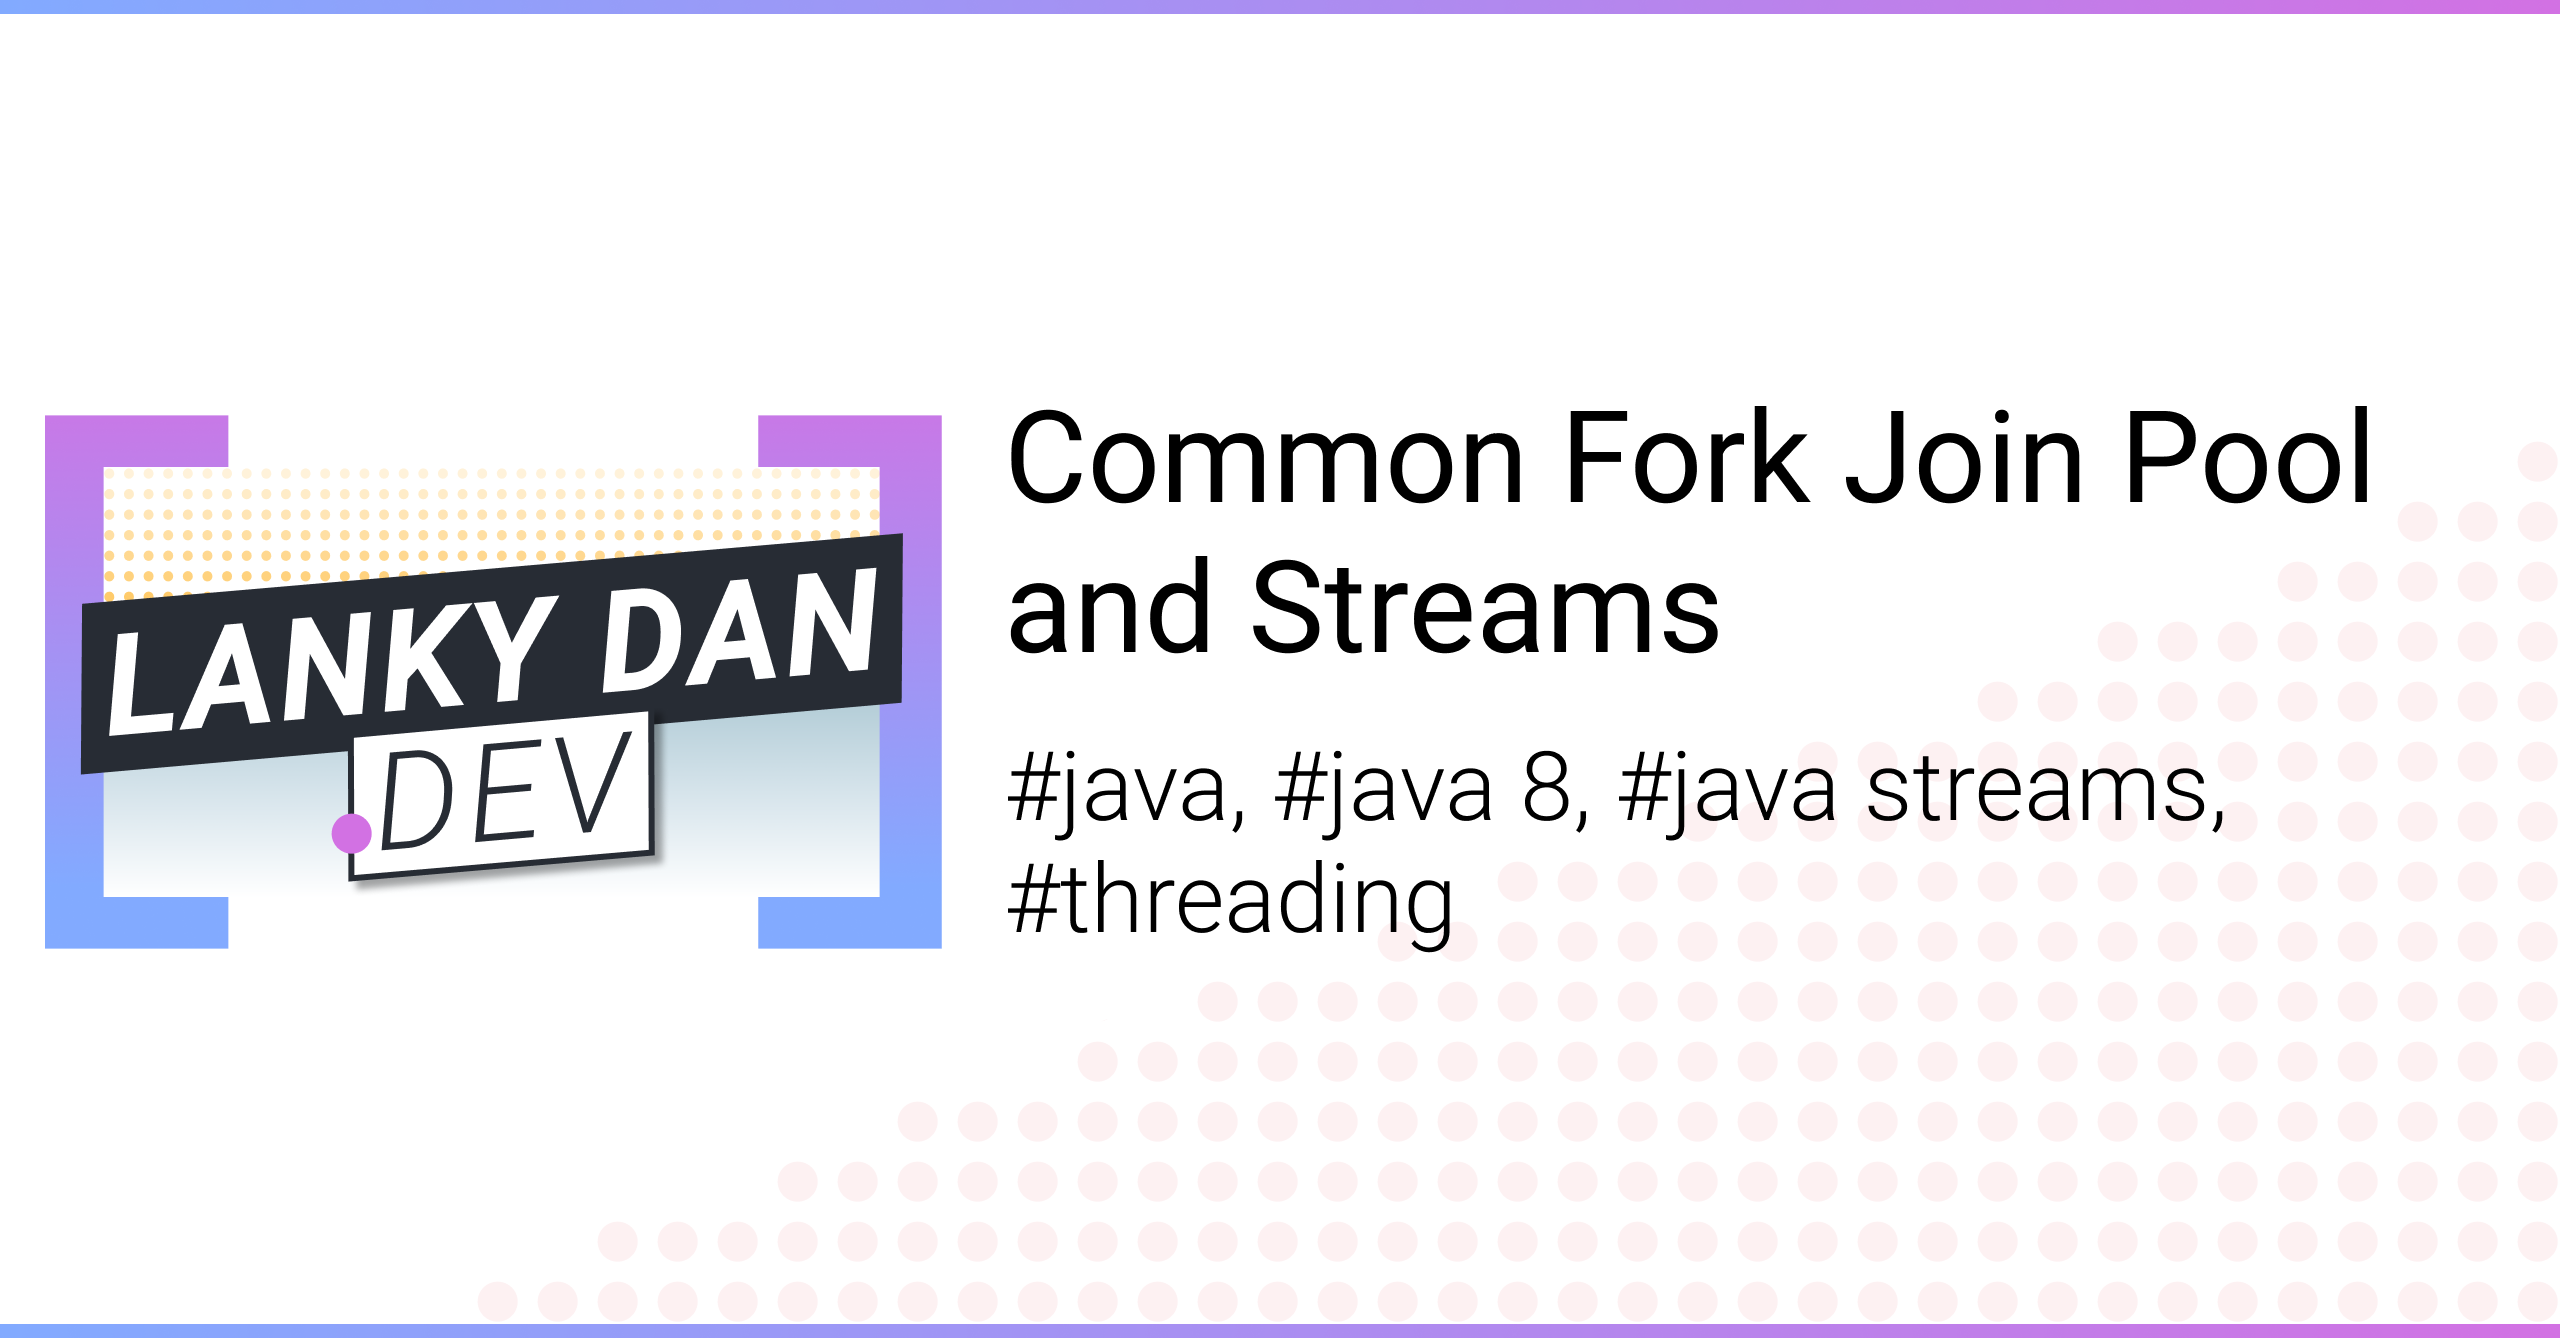 LANKY DAN
.DEV
Common Fork Join Pool
and Streams
#java, #java 8, #java streams,
#threading